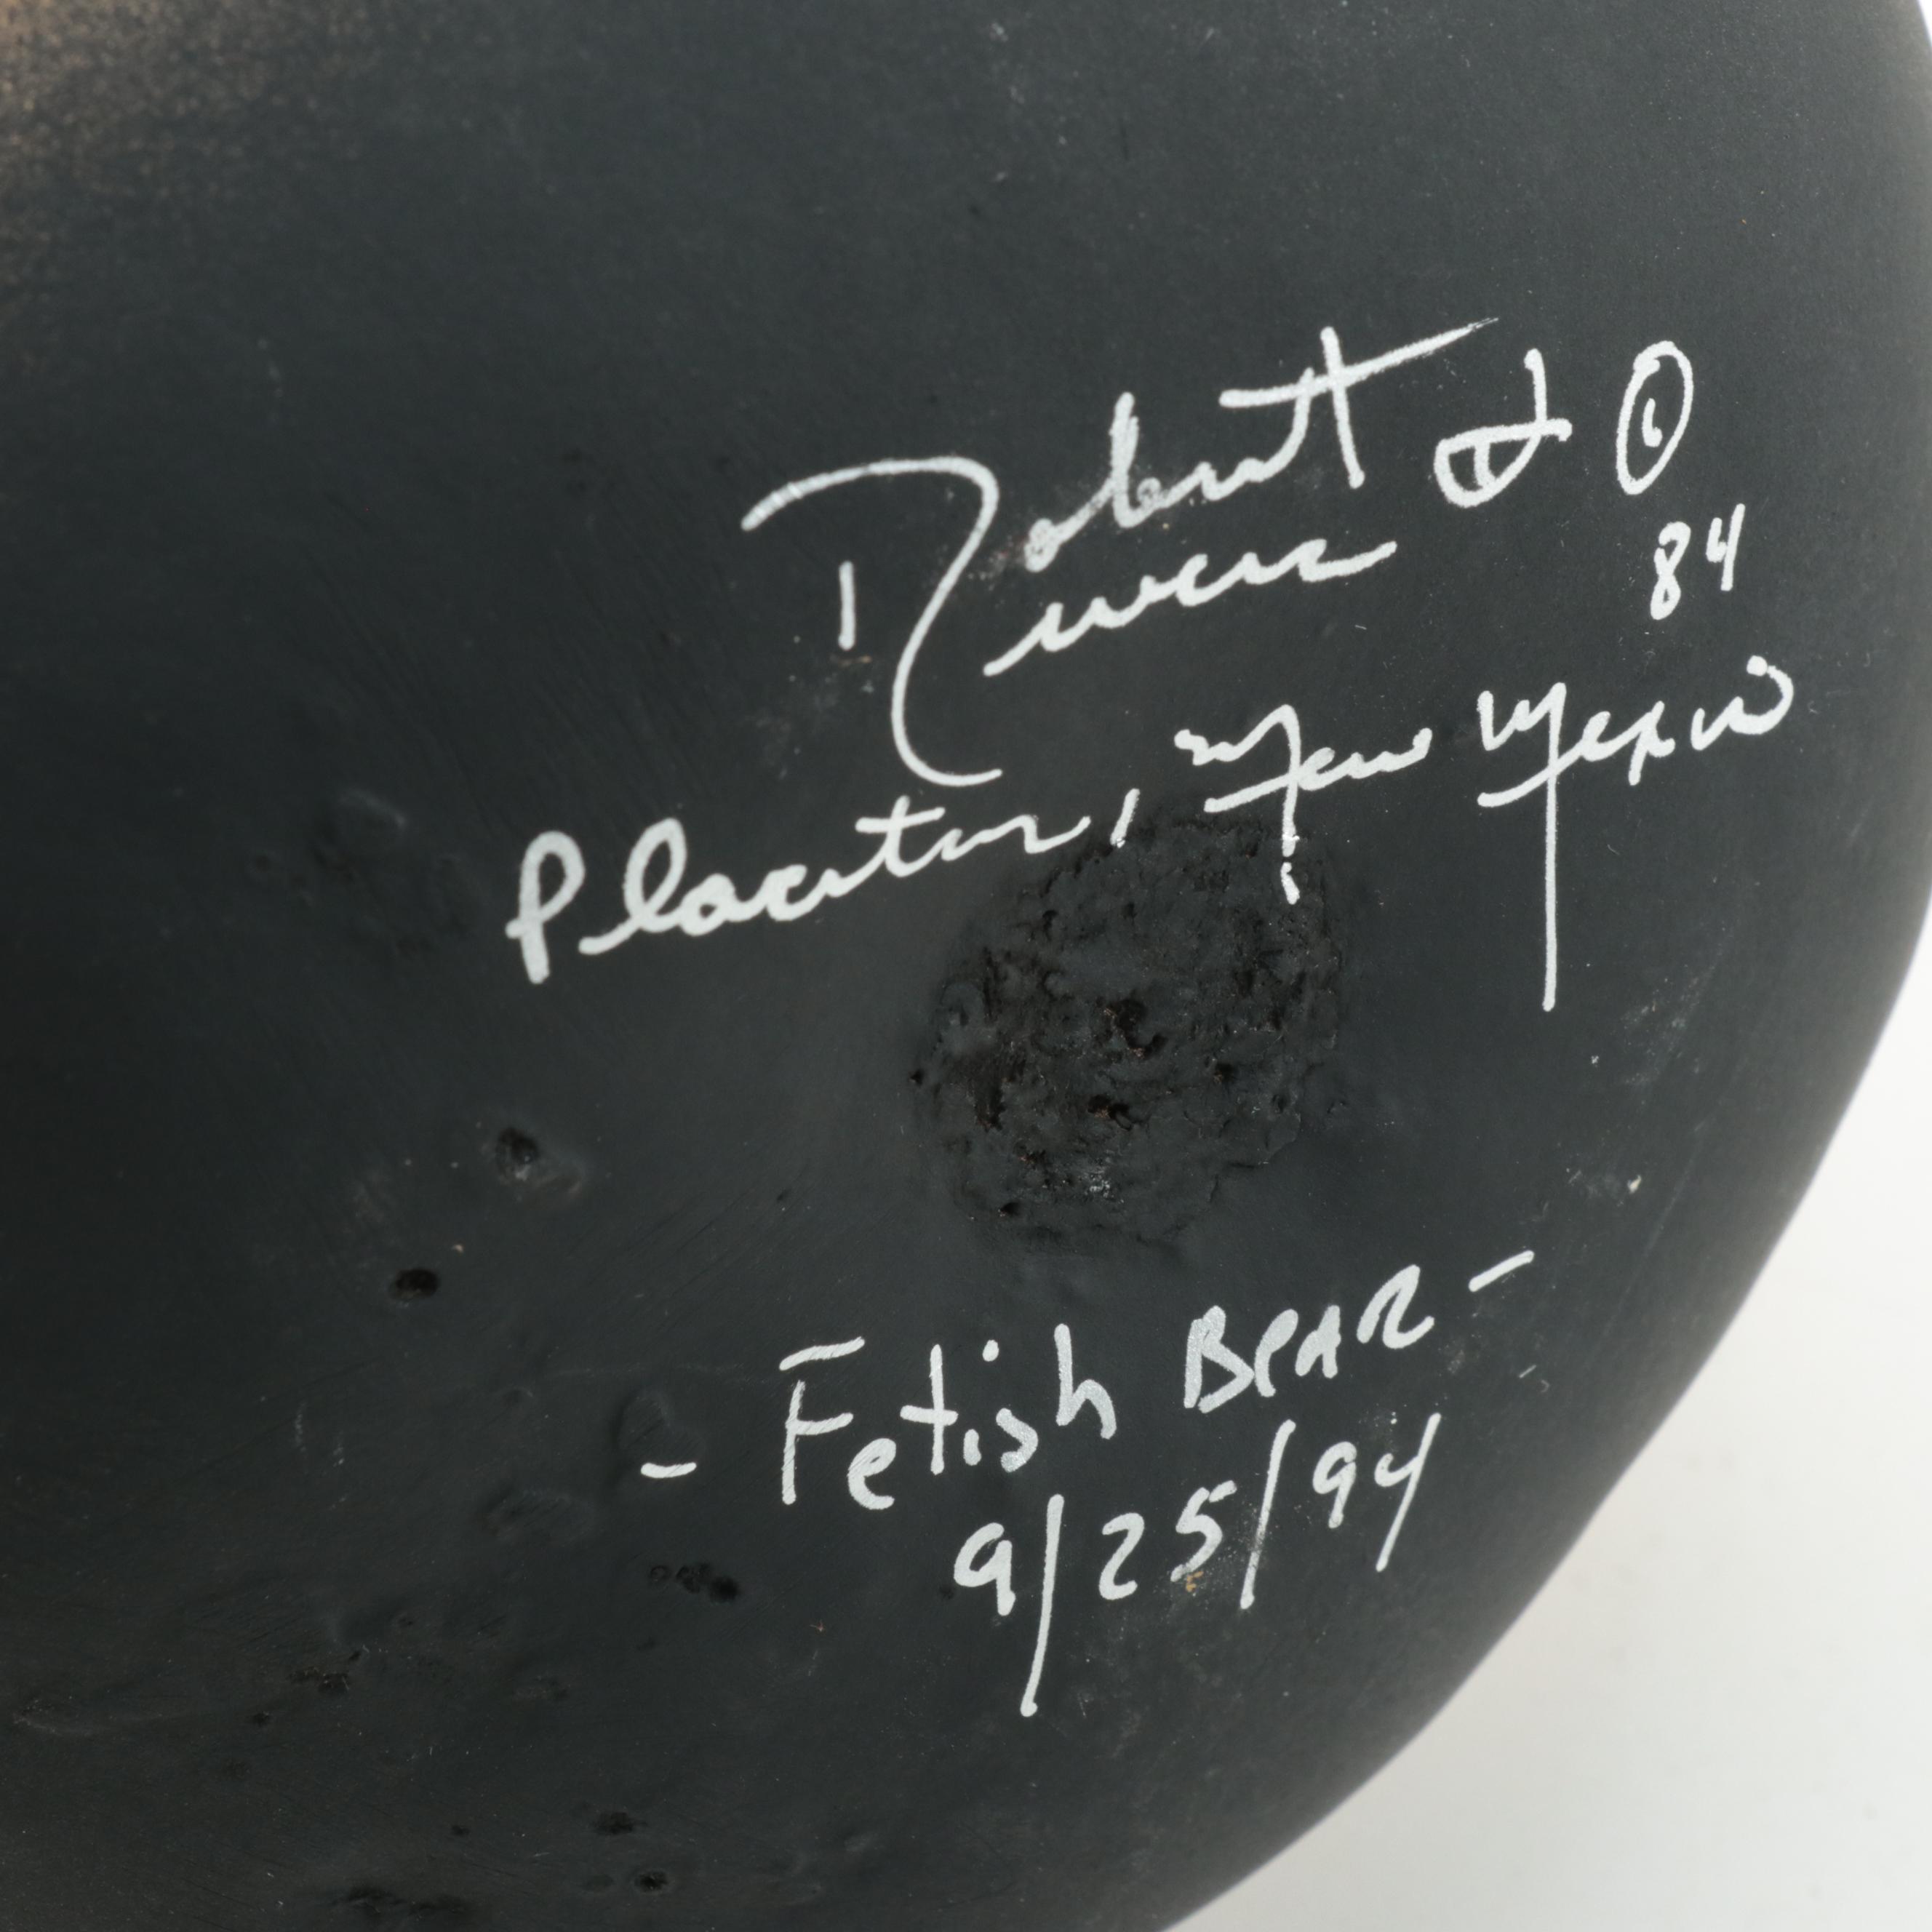 Robert ©
Rivera 84
Placitas, New Mexico
- Fetish BEAR -
9/25/94